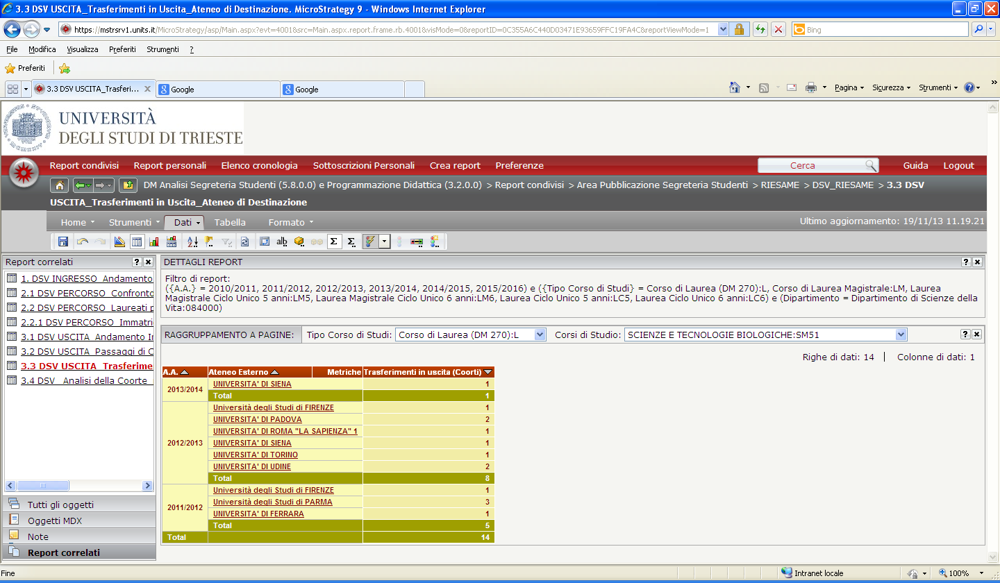 3.3 DSV USCITA_Trasferimenti in Uscita_Ateneo di Destinazione. MicroStrategy 9 - Windows Internet Explorer
https://mstrsrv1.units.it/MicroStrategy/asp/Main.aspx?evt=4001&src=Main.aspx.report.frame.rb.4001&visMode=0&reportID=0C355A6C440D03471E93659FFC19FA4C&reportViewMode=1
Bing
File Modifica Visualizza Preferiti Strumenti ?
Preferiti
3.3 DSV USCITA_Trasferi... Google Google
Pagina Sicurezza Strumenti
UNIVERSITÀ
DEGLI STUDI DI TRIESTE
Report condivisi Report personali Elenco cronologia Sottoscrizioni Personali Crea report Preferenze Cerca Guida Logout
DM Analisi Segreteria Studenti (5.8.0.0) e Programmazione Didattica (3.2.0.0) > Report condivisi > Area Pubblicazione Segreteria Studenti > RIESAME > DSV_RIESAME > 3.3 DSV
USCITA_Trasferimenti in Uscita_Ateneo di Destinazione
Home Strumenti Dati Tabella Formato Ultimo aggiornamento: 19/11/13 11.19.21
Report correlati
1. DSV INGRESSO_Andamento
2.1 DSV PERCORSO_Confronto
2.2 DSV PERCORSO_Laureati p
2.2.1 DSV PERCORSO_Immatri
3.1 DSV USCITA_Andamento I
3.2 DSV USCITA_Passaggi di C
3.3 DSV USCITA_Trasferime
3.4 DSV_ Analisi della Coorte_
Tutti gli oggetti
Oggetti MDX
Note
Report correlati
DETTAGLI REPORT
Filtro di report:
({A.A.} = 2010/2011, 2011/2012, 2012/2013, 2013/2014, 2014/2015, 2015/2016) e ({Tipo Corso di Studi} = Corso di Laurea (DM 270):L, Corso di Laurea Magistrale:LM, Laurea
Magistrale Ciclo Unico 5 anni:LM5, Laurea Magistrale Ciclo Unico 6 anni:LM6, Laurea Ciclo Unico 5 anni:LC5, Laurea Ciclo Unico 6 anni:LC6) e (Dipartimento = Dipartimento di Scienze della
Vita:084000)
RAGGRUPPAMENTO A PAGINE: Tipo Corso di Studi: Corso di Laurea (DM 270):L Corsi di Studio: SCIENZE E TECNOLOGIE BIOLOGICHE:SM51
Righe di dati: 14 | Colonne di dati: 1
A.A. Ateneo Esterno Metriche Trasferimenti in uscita (Coorti)
2013/2014 UNIVERSITA' DI SIENA 1
Total 1
2012/2013 Università degli Studi di FIRENZE 1
UNIVERSITA' DI PADOVA 2
UNIVERSITA' DI ROMA "LA SAPIENZA" 1 1
UNIVERSITA' DI SIENA 1
UNIVERSITA' DI TORINO 1
UNIVERSITA' DI UDINE 2
Total 8
2011/2012 Università degli Studi di FIRENZE 1
Università degli Studi di PARMA 3
UNIVERSITA' DI FERRARA 1
Total 5
Total 14
Fine Intranet locale 100%